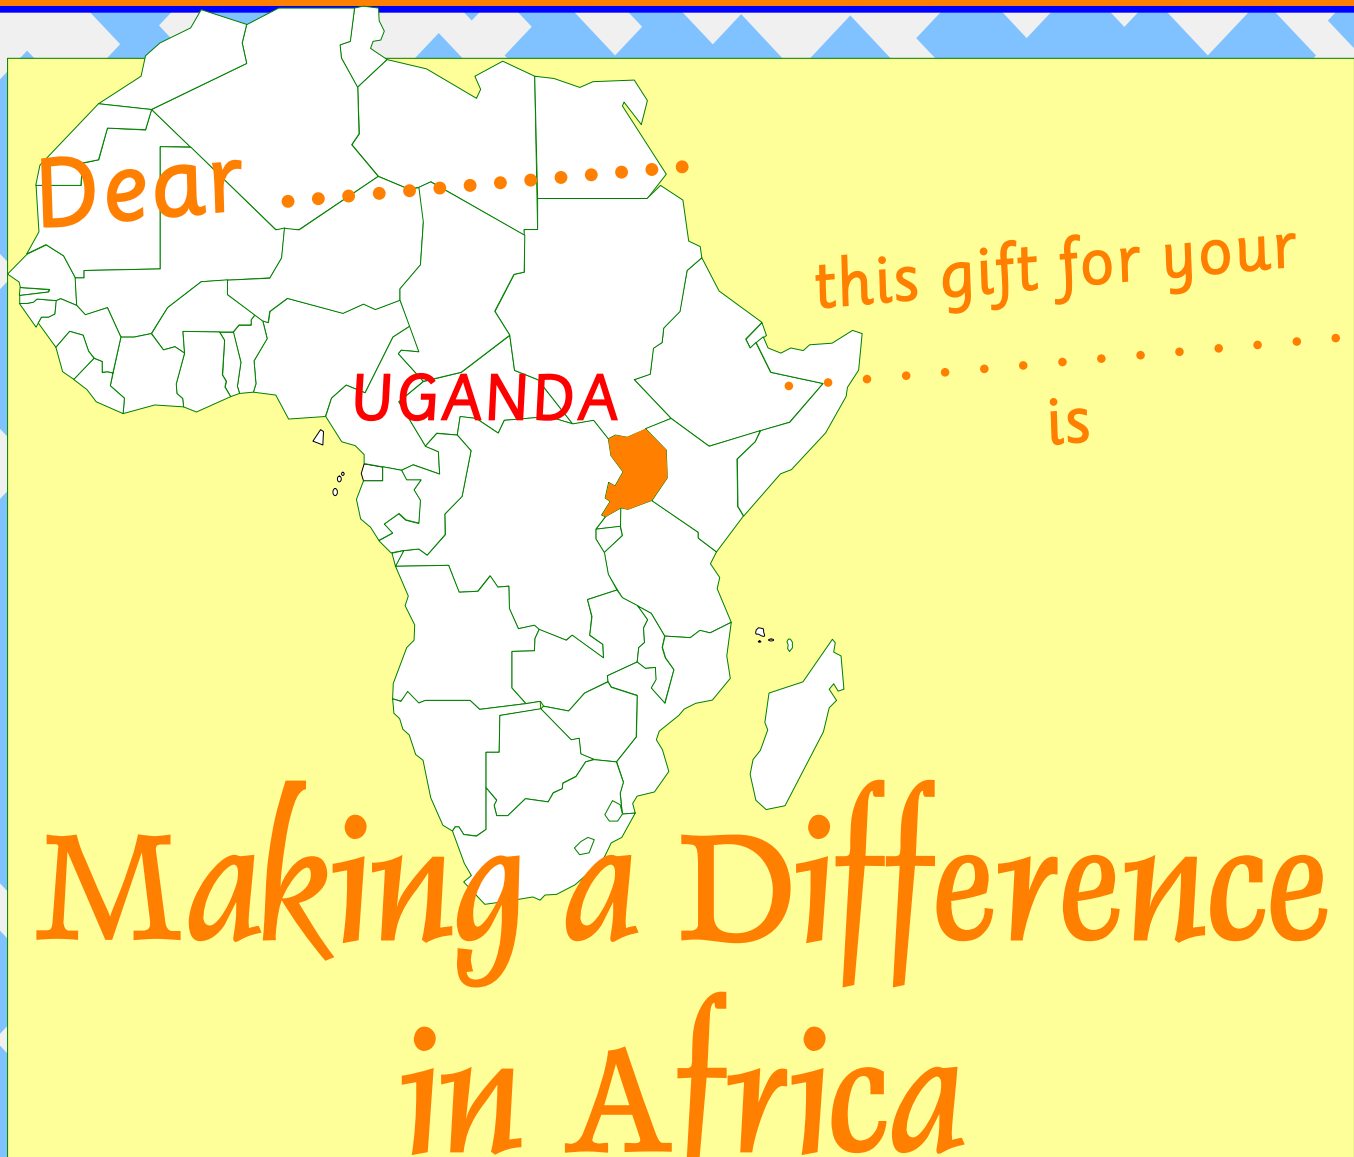 Dear ..............
this gift for your
...............
is
UGANDA
Making a Difference
in Africa